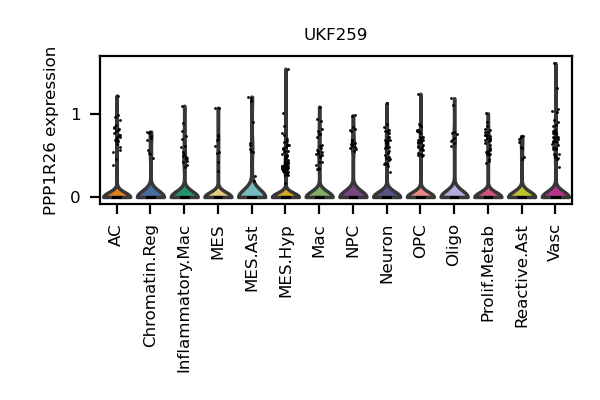 UKF259
PPP1R26 expression
1
0
AC
Chromatin.Reg
Inflammatory.Mac
MES
MES.Ast
MES.Hyp
Mac
NPC
Neuron
OPC
Oligo
Prolif.Metab
Reactive.Ast
Vasc